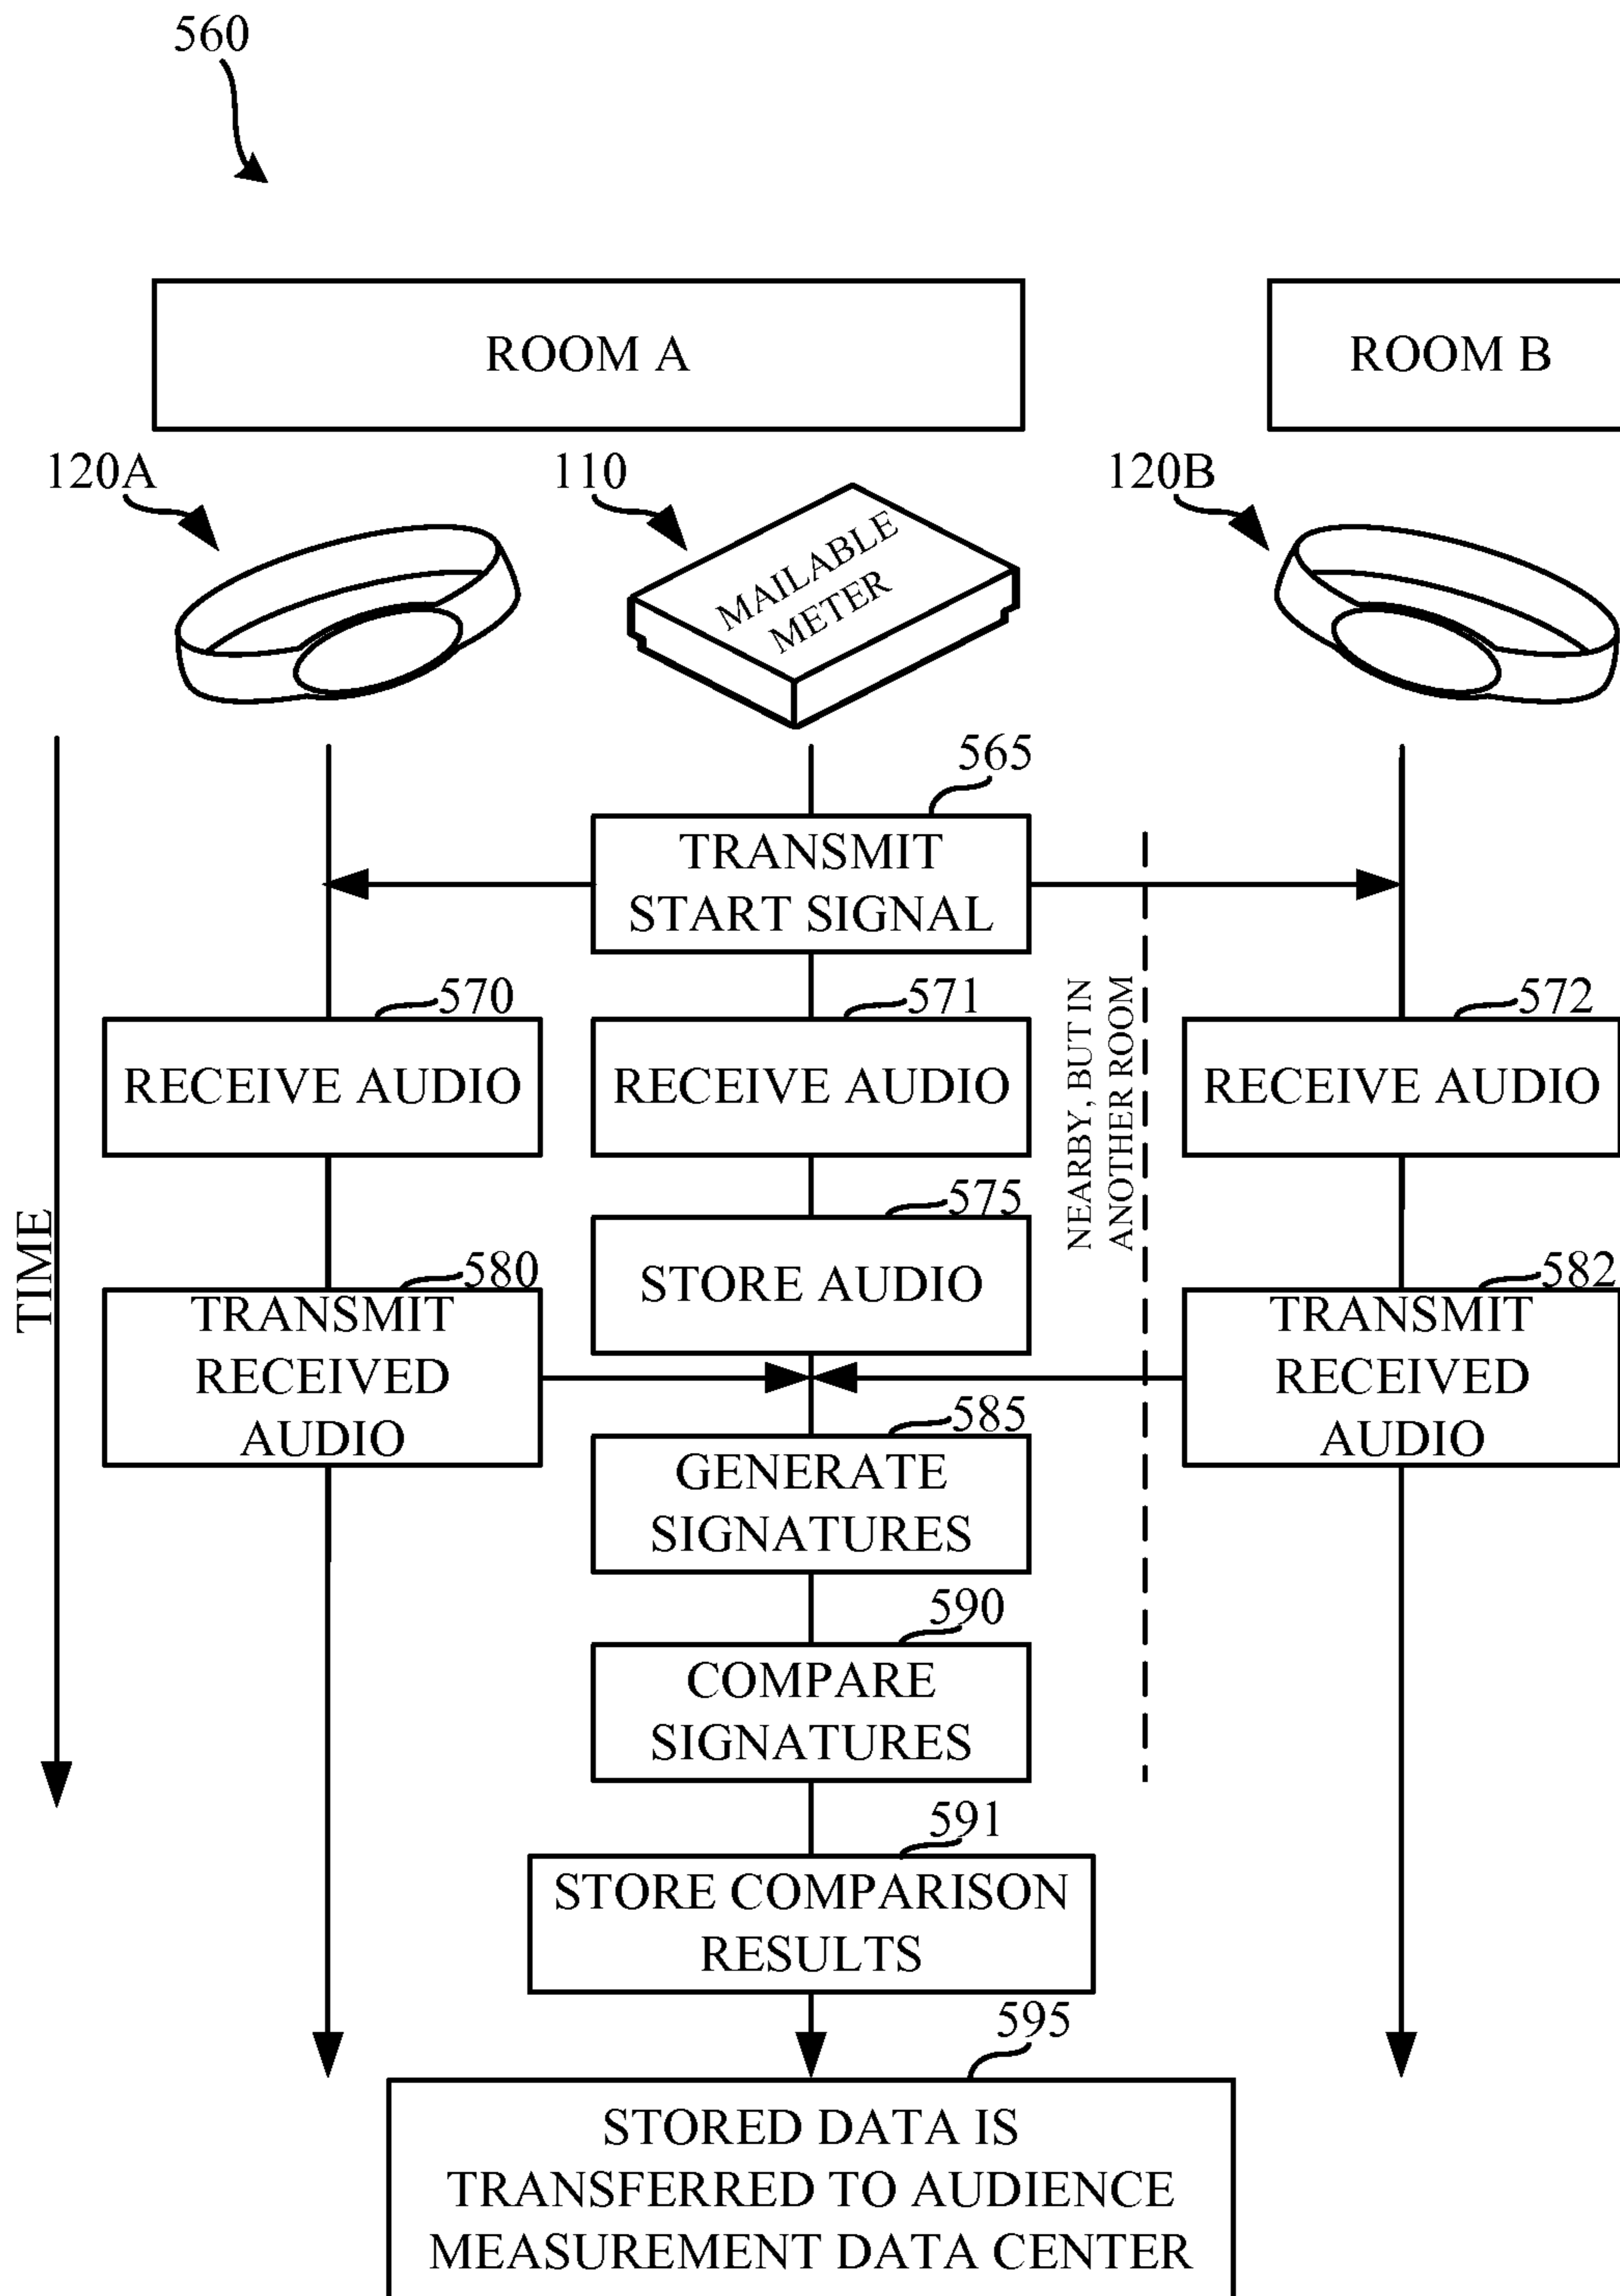 560
ROOM A
ROOM B
120A
110
120B
MAILABLE
METER
565
TRANSMIT
START SIGNAL
570
571
572
RECEIVE AUDIO
RECEIVE AUDIO
RECEIVE AUDIO
NEARBY, BUT IN
ANOTHER ROOM
TIME
575
STORE AUDIO
580
582
TRANSMIT
RECEIVED
AUDIO
TRANSMIT
RECEIVED
AUDIO
585
GENERATE
SIGNATURES
590
COMPARE
SIGNATURES
591
STORE COMPARISON
RESULTS
595
STORED DATA IS
TRANSFERRED TO AUDIENCE
MEASUREMENT DATA CENTER